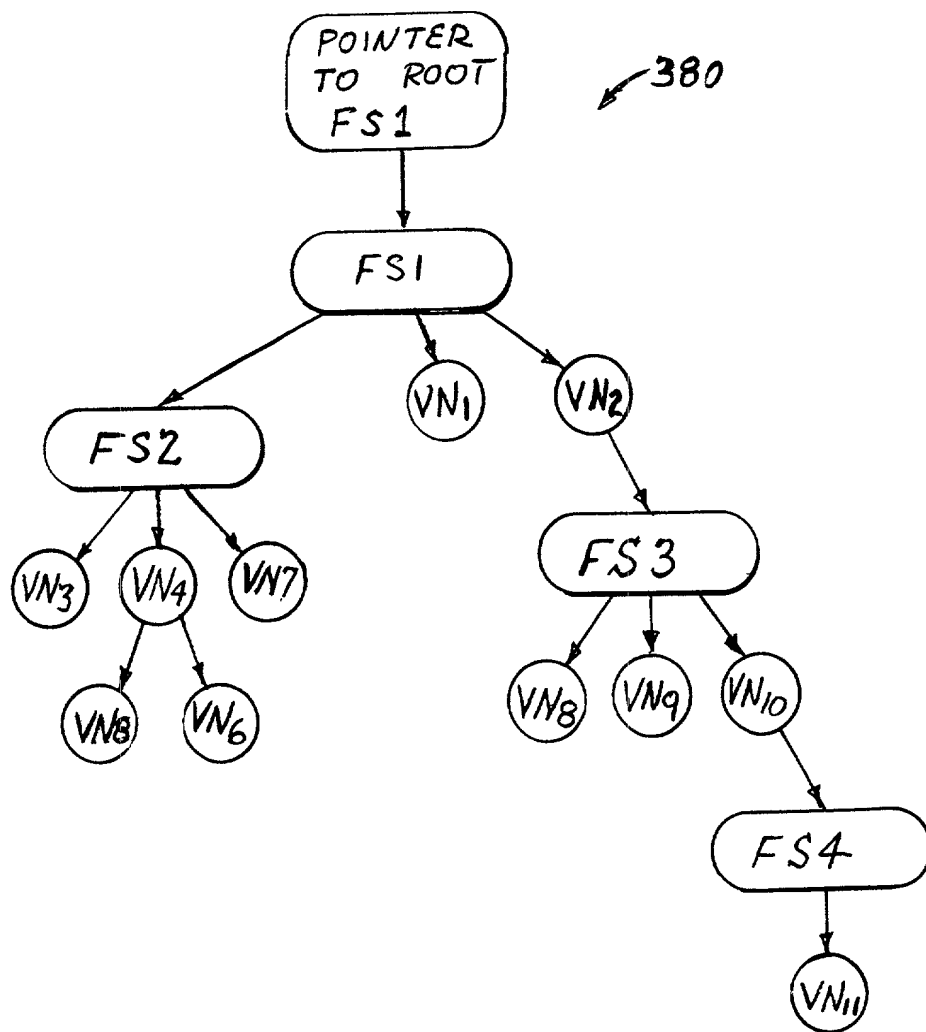 POINTER
TO ROOT
FS1
380
FS1
VN1
VN2
FS2
FS3
VN3
VN4
VN7
VN8
VN9
VN10
VN8
VN6
FS4
VN11